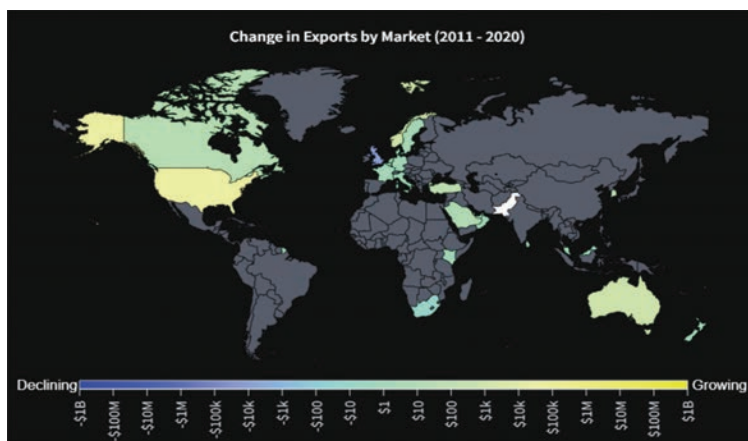 Change in Exports by Market (2011 - 2020)
Declining
Growing
-$1B
-$100M
-$10M
-$1M
-$100K
-$10K
-$1k
-$100
-$10
$1
$10
$100
$1k
$10K
$100K
$1M
$10M
$100M
$1B